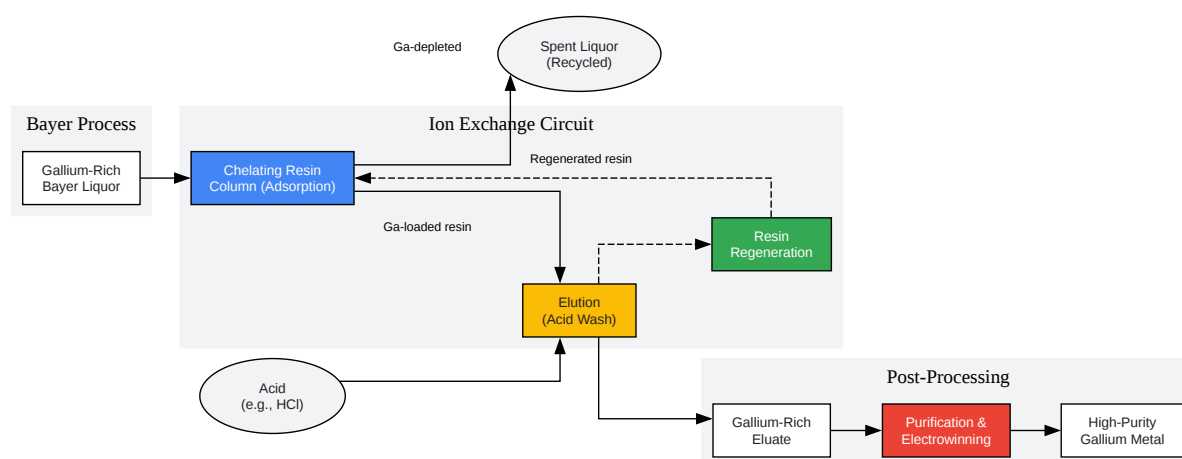 Ga-depleted
Spent Liquor
(Recycled)
Bayer Process
Ion Exchange Circuit
Gallium-Rich
Bayer Liquor
Chelating Resin
Column (Adsorption)
Regenerated resin
Ga-loaded resin
Resin
Regeneration
Elution
(Acid Wash)
Acid
(e.g., HCl)
Post-Processing
Gallium-Rich
Eluate
Purification &
Electrowinning
High-Purity
Gallium Metal